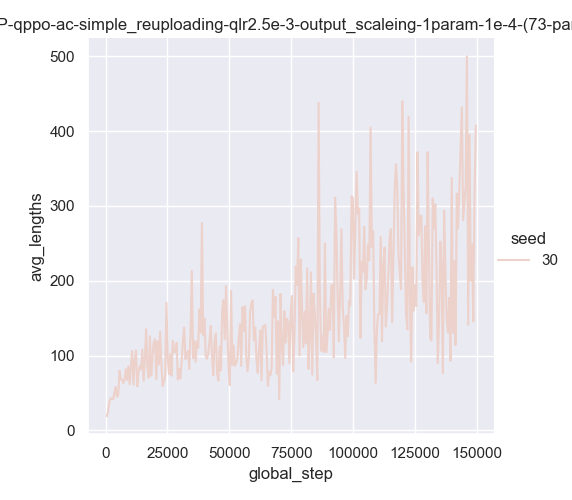 P-qppo-ac-simple_reuploading-qlr2.5e-3-output_scaleing-1param-1e-4-(73-par
500
400
300
200
100
0
avg_lengths
0 25000 50000 75000 100000 125000 150000
global_step
seed
30